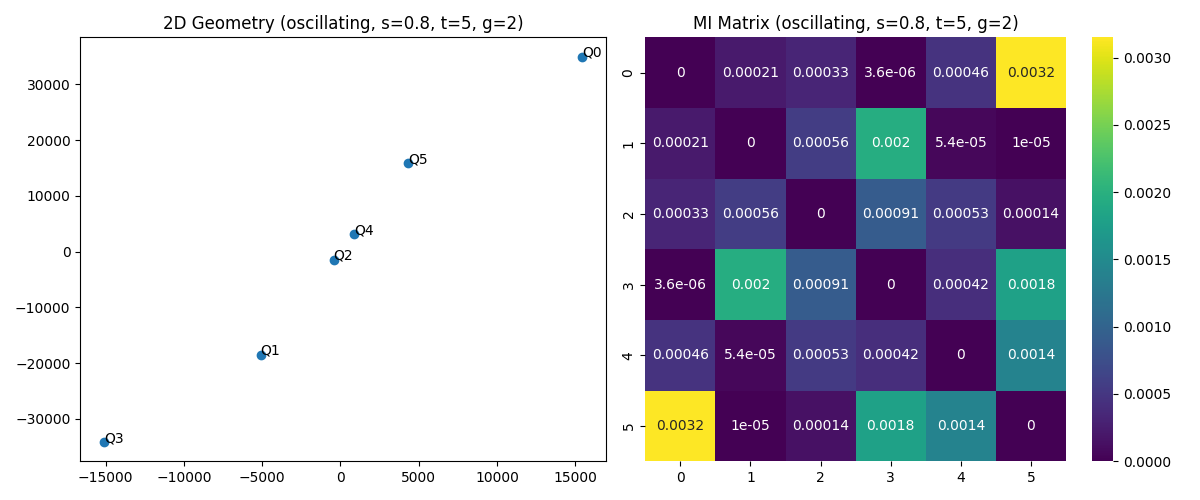 2D Geometry (oscillating, s=0.8, t=5, g=2)
30000
20000
10000
0
−10000
−20000
−30000
−15000 −10000 −5000 0 5000 10000 15000
Q0
Q5
Q4
Q2
Q1
Q3
MI Matrix (oscillating, s=0.8, t=5, g=2)
0 0 0.00021 0.00033 3.6e-06 0.00046 0.0032
1 0.00021 0 0.00056 0.002 5.4e-05 1e-05
2 0.00033 0.00056 0 0.00091 0.00053 0.00014
3 3.6e-06 0.002 0.00091 0 0.00042 0.0018
4 0.00046 5.4e-05 0.00053 0.00042 0 0.0014
5 0.0032 1e-05 0.00014 0.0018 0.0014 0
0 1 2 3 4 5
0.0030
0.0025
0.0020
0.0015
0.0010
0.0005
0.0000